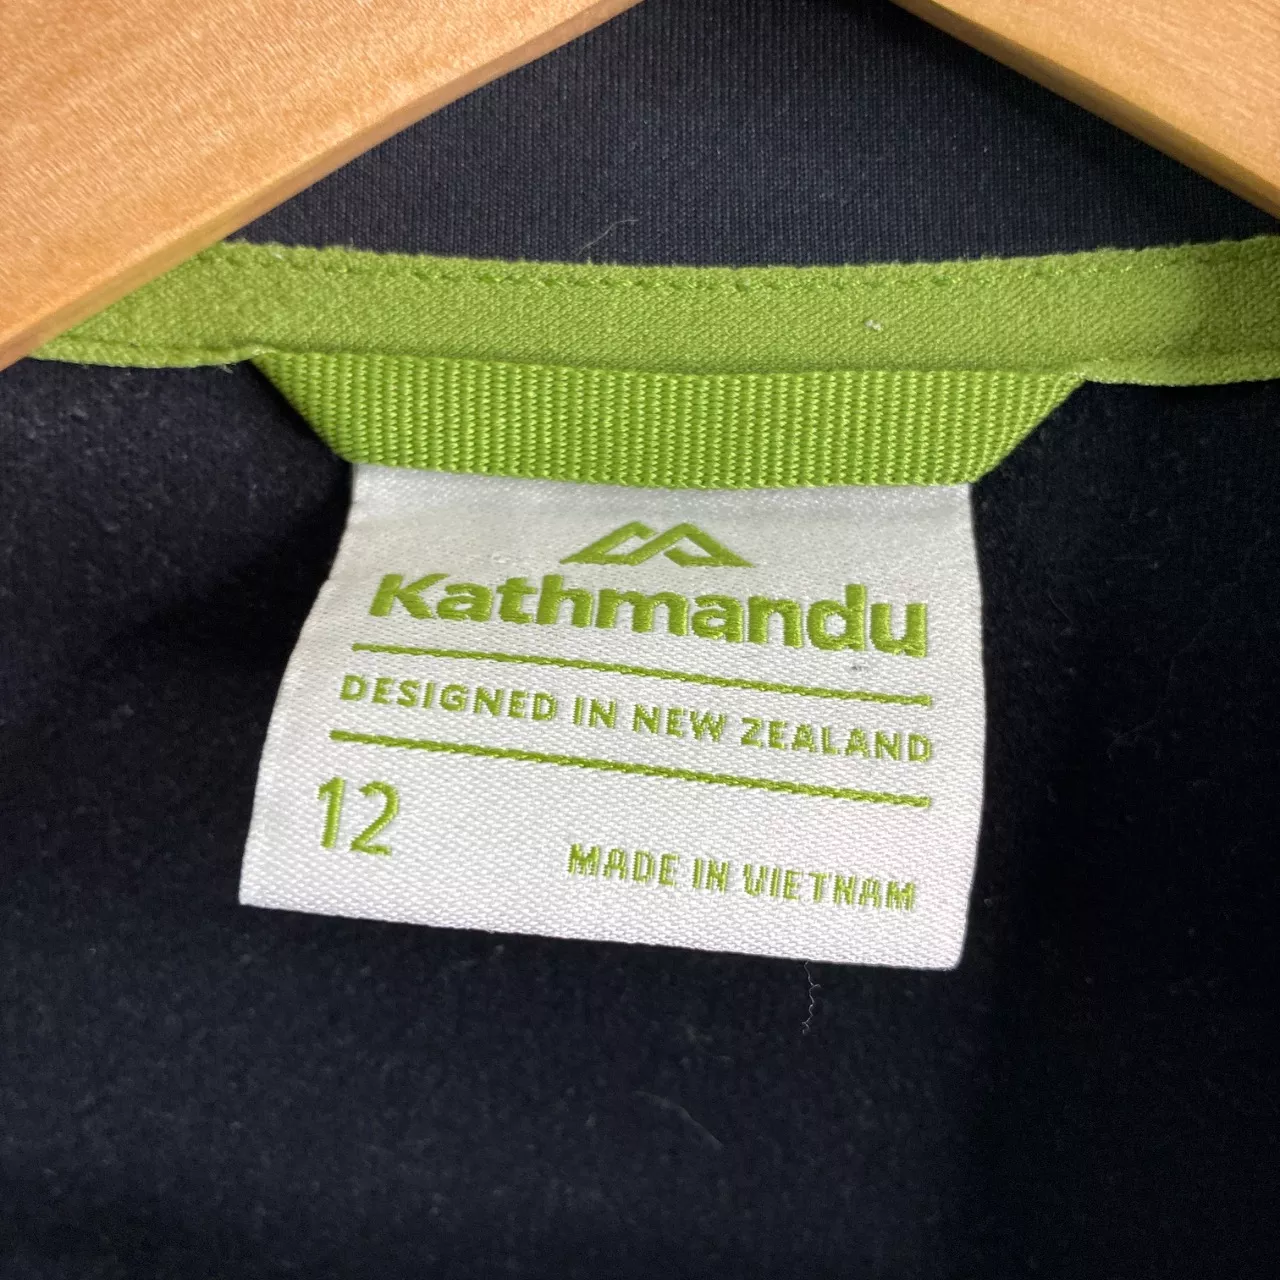 Kathmandu
DESIGNED IN NEW ZEALAND
12
MADE IN VIETNAM